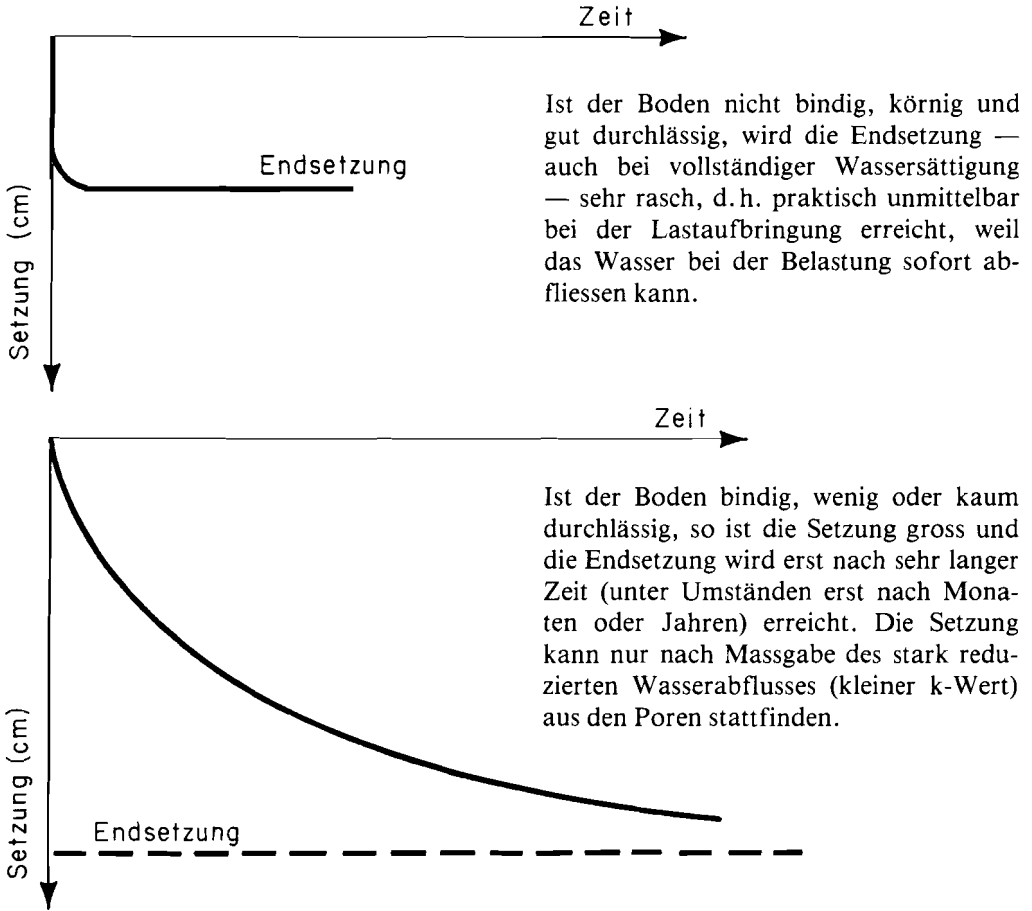 Zeit
Setzung (cm)
Endsetzung
Ist der Boden nicht bindig, körnig und
gut durchlässig, wird die Endsetzung —
auch bei vollständiger Wassersättigung
— sehr rasch, d. h. praktisch unmittelbar
bei der Lastaufbringung erreicht, weil
das Wasser bei der Belastung sofort ab-
fliessen kann.
Zeit
Setzung (cm)
Endsetzung
Ist der Boden bindig, wenig oder kaum
durchlässig, so ist die Setzung gross und
die Endsetzung wird erst nach sehr langer
Zeit (unter Umständen erst nach Mona-
ten oder Jahren) erreicht. Die Setzung
kann nur nach Massgabe des stark redu-
zierten Wasserabflusses (kleiner k-Wert)
aus den Poren stattfinden.